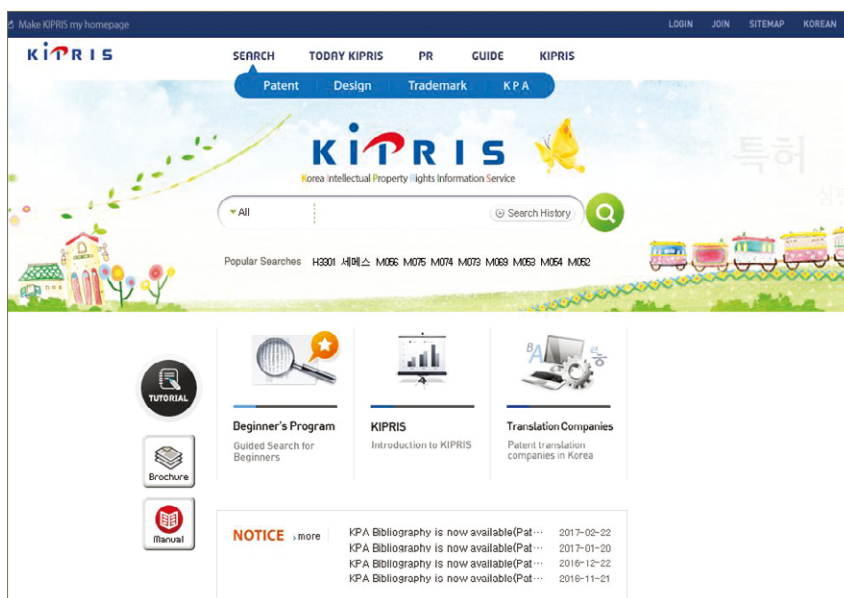 Make KIPRIS my homepage
LOGIN JOIN SITEMAP KOREAN
KIPRIS
SEARCH TODAY KIPRIS PR GUIDE KIPRIS
Patent Design Trademark KPA
KIPRIS
Korea Intellectual Property Rights Information Service
특허
심판
All
Search History
Popular Searches H3901 세메스 M056 M075 M074 M073 M069 M053 M054 M052
TUTORIAL
Brochure
Manual
Beginner's Program
Guided Search for
Beginners
KIPRIS
Introduction to KIPRIS
Translation Companies
Patent translation
companies in Korea
NOTICE more
KPA Bibliography is now available(Pat··· 2017-02-22
KPA Bibliography is now available(Pat··· 2017-01-20
KPA Bibliography is now available(Pat··· 2016-12-22
KPA Bibliography is now available(Pat··· 2016-11-21